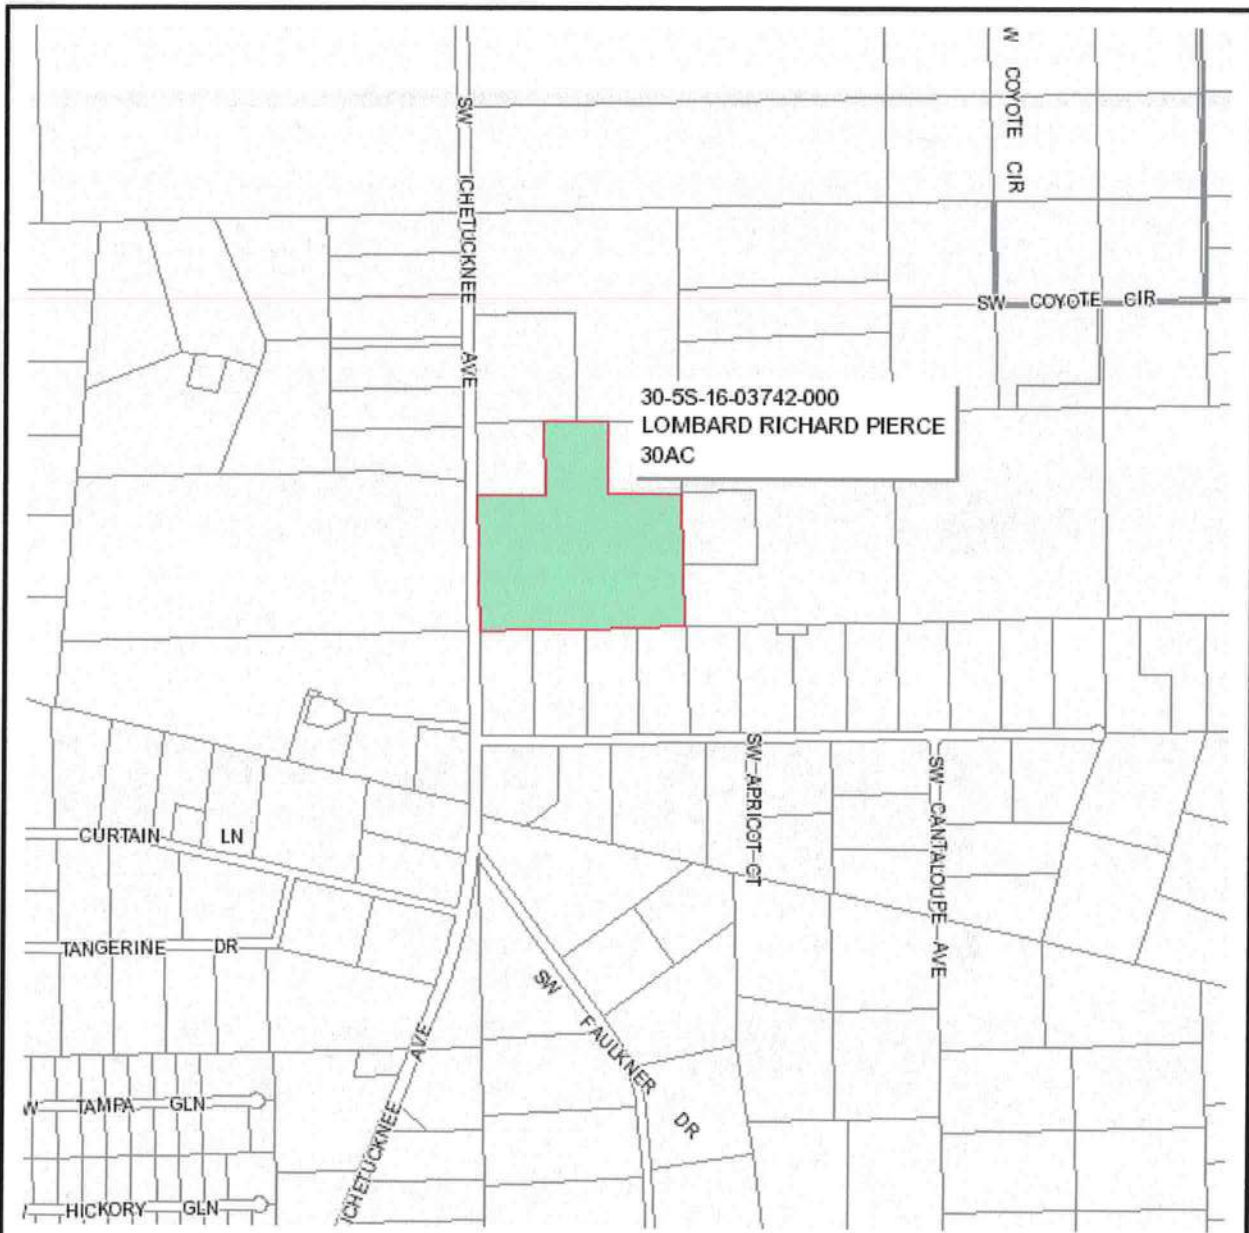 W COYOTE CIR
SW ICHETUCKNEE AVE
SW COYOTE CIR
30-5S-16-03742-000
LOMBARD RICHARD PIERCE
30AC
SW APRICOT CT
SW CANTALOUPE AVE
CURTAIN LN
TANGERINE DR
SW FAULKNER DR
ICHETUCKNEE AVE
W TAMPA GLN
HICKORY GLN